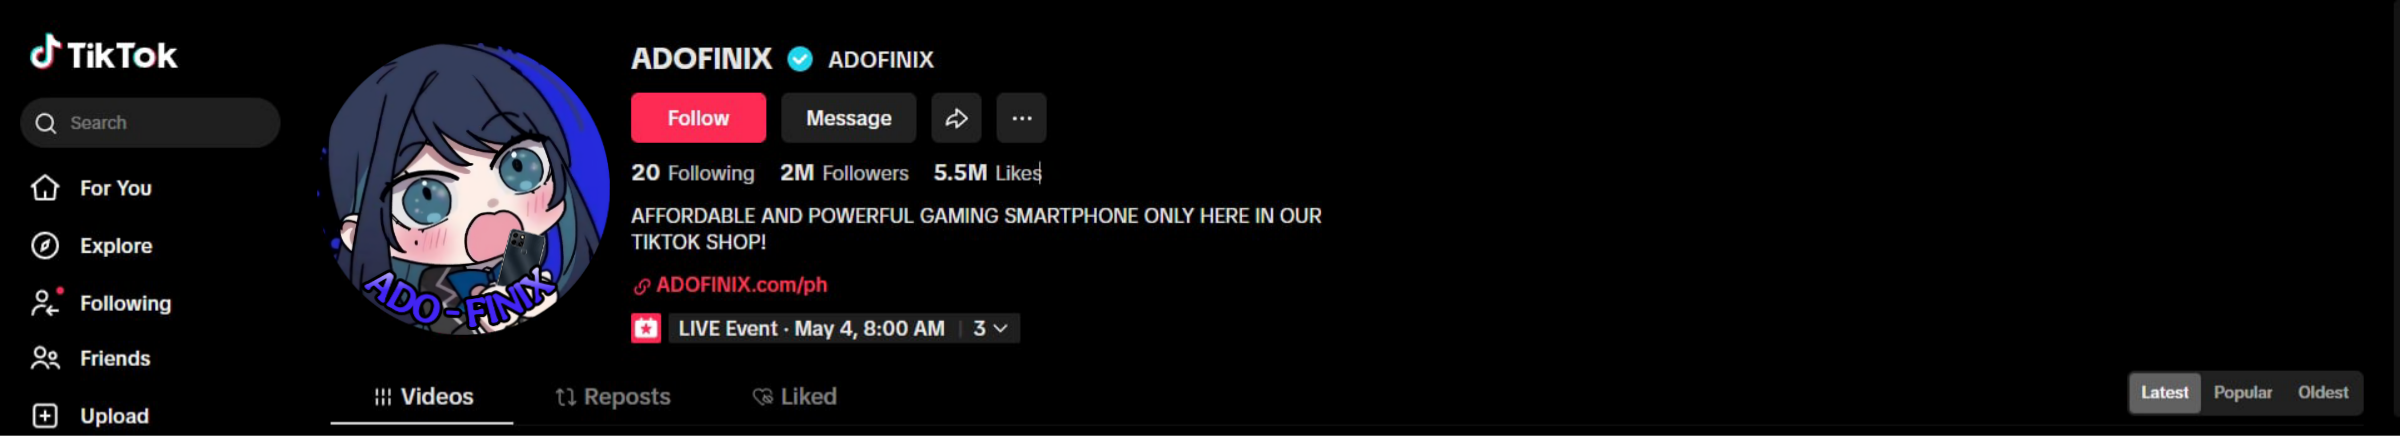 TikTok
Search
For You
Explore
Following
Friends
Upload
ADO-FINIX
ADOFINIX ADOFINIX
Follow Message ...
20 Following 2M Followers 5.5M Likes
AFFORDABLE AND POWERFUL GAMING SMARTPHONE ONLY HERE IN OUR
TIKTOK SHOP!
ADOFINIX.com/ph
LIVE Event · May 4, 8:00 AM | 3
Videos Reposts Liked
Latest Popular Oldest